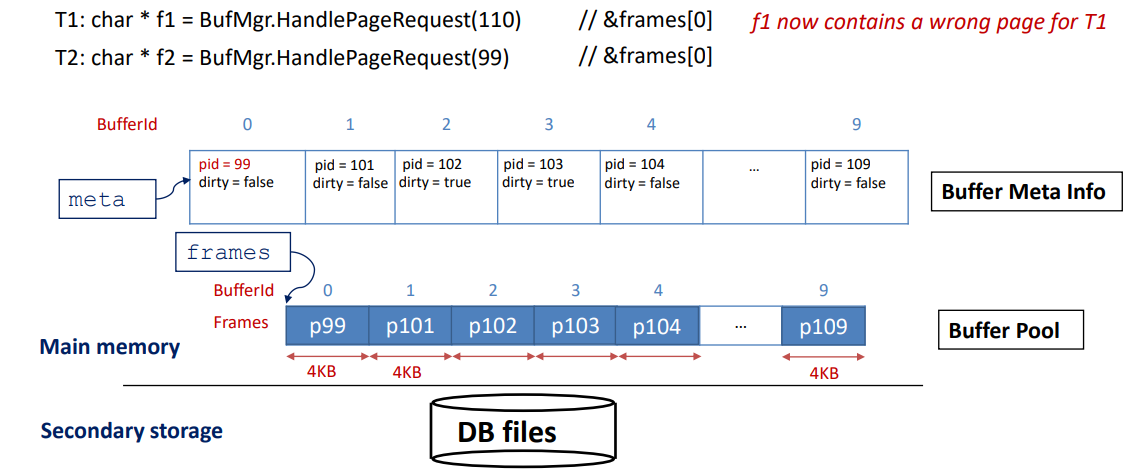 T1: char * f1 = BufMgr.HandlePageRequest(110) // &frames[0] f1 now contains a wrong page for T1
T2: char * f2 = BufMgr.HandlePageRequest(99) // &frames[0]
BufferId 0 1 2 3 4 9
pid = 99 pid = 101 pid = 102 pid = 103 pid = 104 ... pid = 109
dirty = false dirty = false dirty = true dirty = true dirty = false dirty = false
meta
Buffer Meta Info
frames
BufferId 0 1 2 3 4 9
Frames p99 p101 p102 p103 p104 ... p109
Buffer Pool
Main memory
4KB 4KB 4KB
Secondary storage
DB files